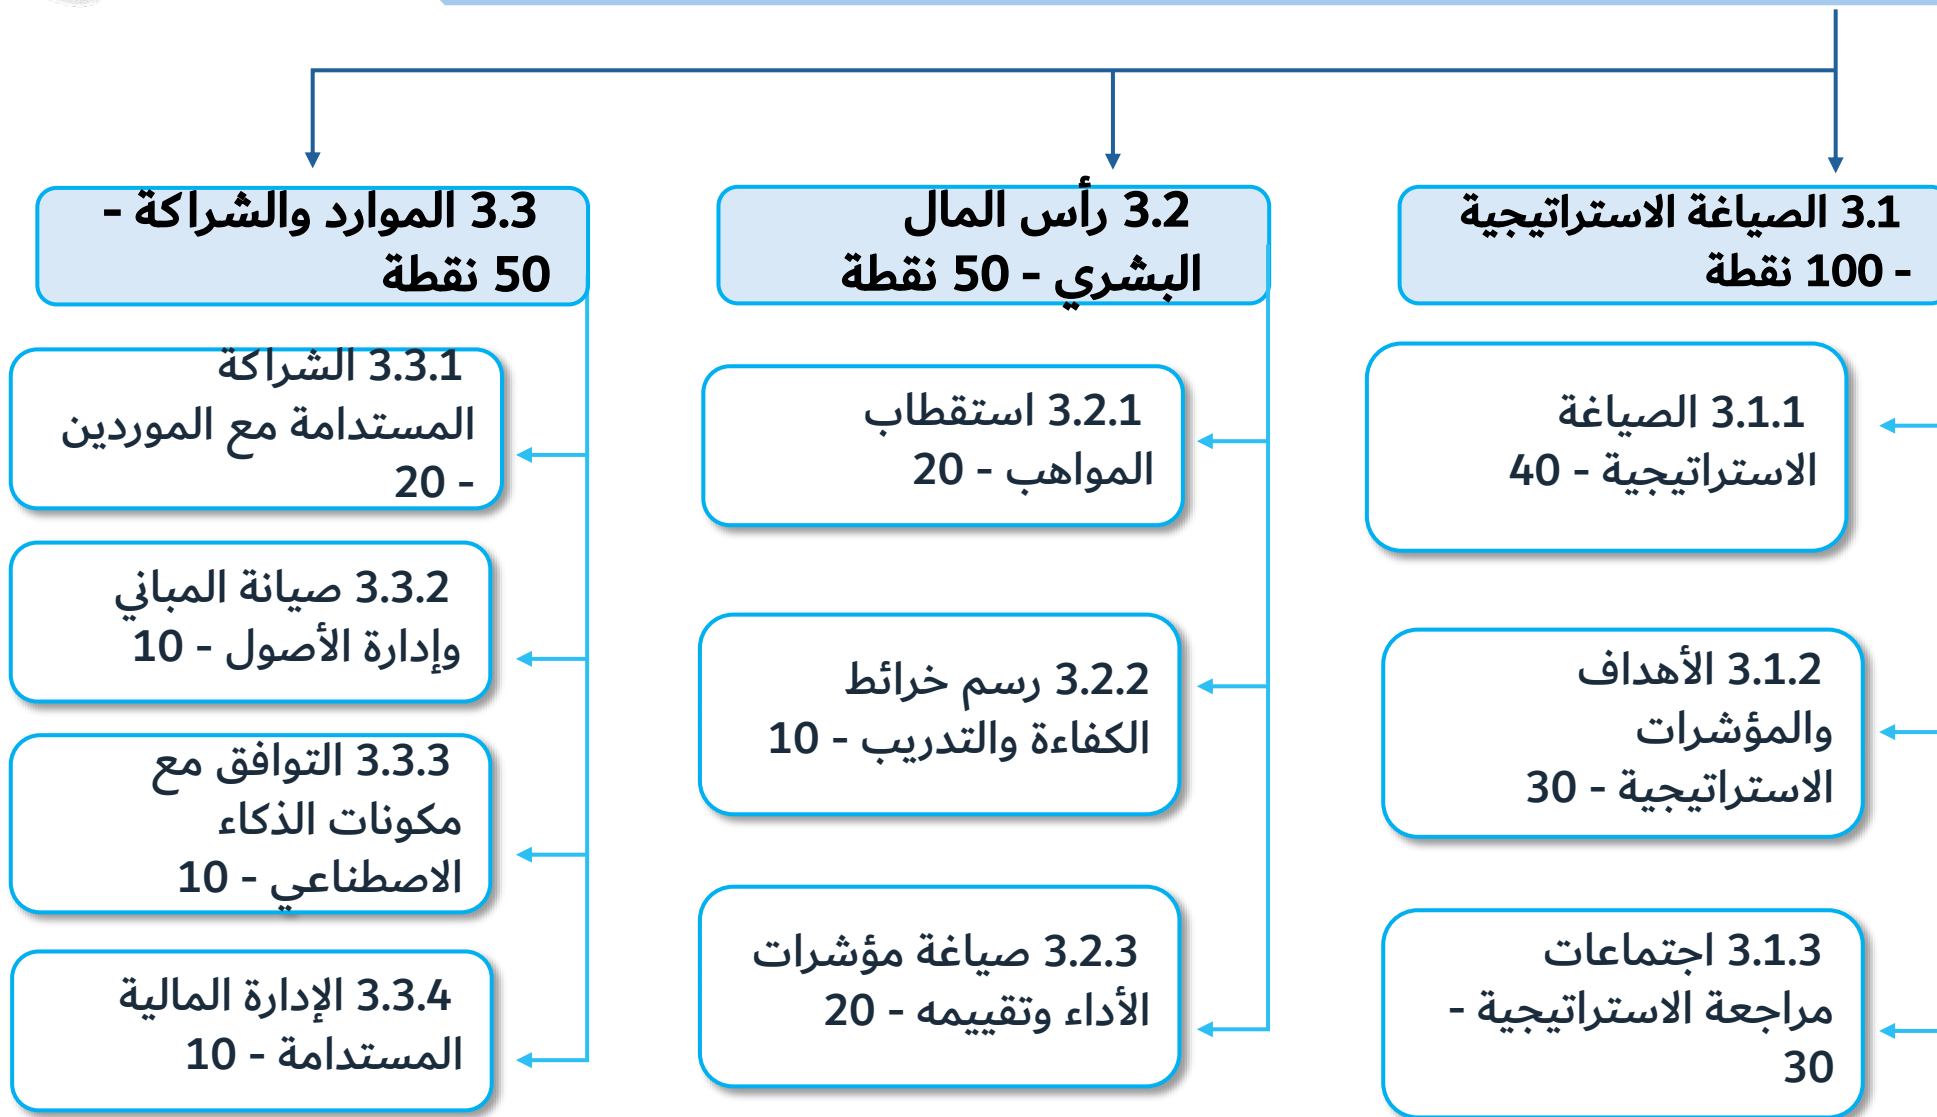 3.1 الصياغة الاستراتيجية
- 100 نقطة
3.1.1 الصياغة
الاستراتيجية - 40
3.1.2 الأهداف
والمؤشرات
الاستراتيجية - 30
3.1.3 اجتماعات
مراجعة الاستراتيجية -
30
3.2 رأس المال
البشري - 50 نقطة
3.2.1 استقطاب
المواهب - 20
3.2.2 رسم خرائط
الكفاءة والتدريب - 10
3.2.3 صياغة مؤشرات
الأداء وتقييمه - 20
3.3 الموارد والشراكة -
50 نقطة
3.3.1 الشراكة
المستدامة مع الموردين
- 20
3.3.2 صيانة المباني
وإدارة الأصول - 10
3.3.3 التوافق مع
مكونات الذكاء
الاصطناعي - 10
3.3.4 الإدارة المالية
المستدامة - 10